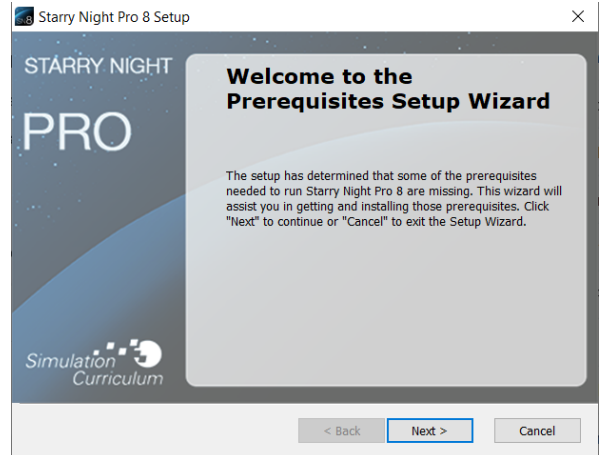 SN8 Starry Night Pro 8 Setup
STARRY NIGHT
PRO
Welcome to the
Prerequisites Setup Wizard
The setup has determined that some of the prerequisites
needed to run Starry Night Pro 8 are missing. This wizard will
assist you in getting and installing those prerequisites. Click
"Next" to continue or "Cancel" to exit the Setup Wizard.
Simulation
Curriculum
< Back Next > Cancel